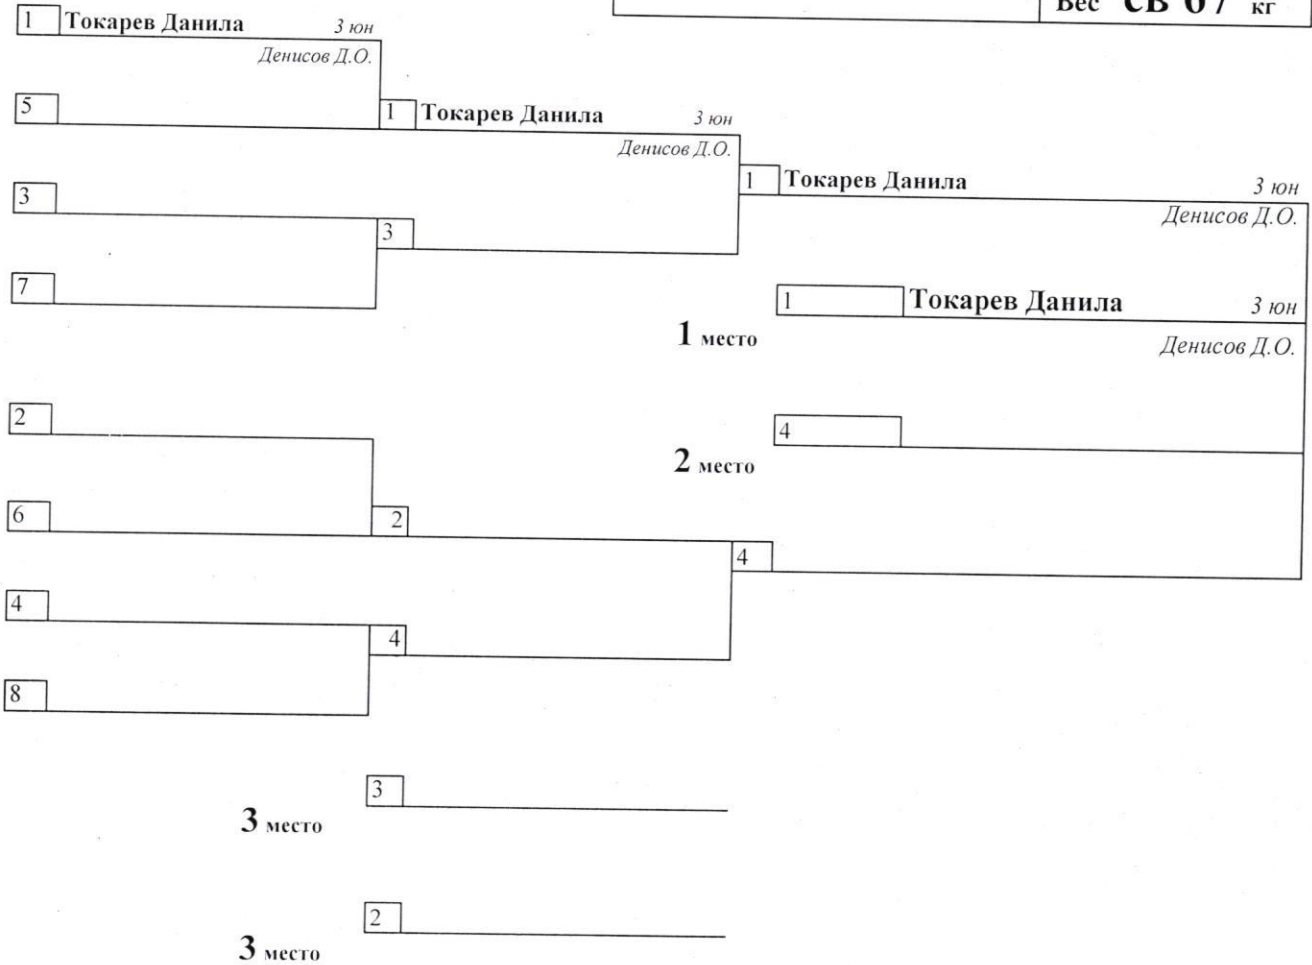 Вес св 67 кг
1 Токарев Данила 3 юн
Денисов Д.О.
5
1 Токарев Данила 3 юн
Денисов Д.О.
1 Токарев Данила 3 юн
Денисов Д.О.
3
3
7
1 Токарев Данила 3 юн
1 место
Денисов Д.О.
2
4
2 место
6
2
4
4
4
8
3
3 место
2
3 место